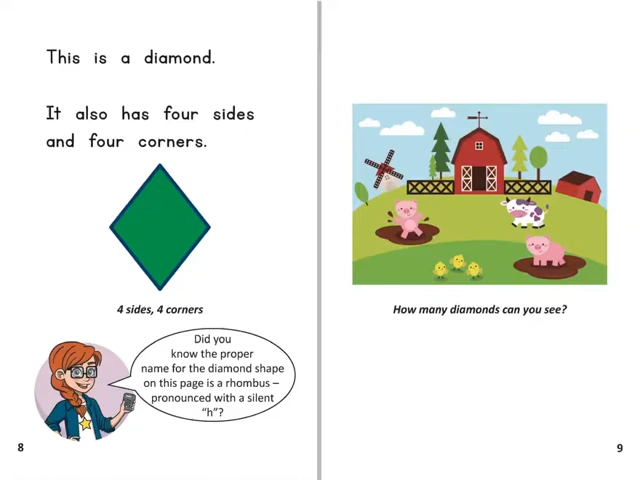 This is a diamond.
It also has four sides
and four corners.
4 sides, 4 corners
Did you
know the proper
name for the diamond shape
on this page is a rhombus –
pronounced with a silent
“h”?
8
How many diamonds can you see?
9